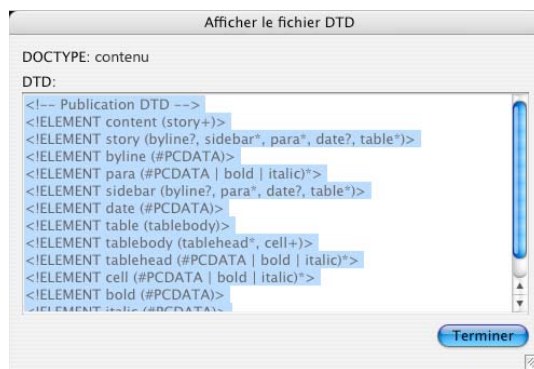 Afficher le fichier DTD
DOCTYPE: contenu
DTD:
<!-- Publication DTD -->
<!ELEMENT content (story+)>
<!ELEMENT story (byline?, sidebar*, para*, date?, table*)>
<!ELEMENT byline (#PCDATA)>
<!ELEMENT para (#PCDATA | bold | italic)*>
<!ELEMENT sidebar (byline?, para*, date?, table*)>
<!ELEMENT date (#PCDATA)>
<!ELEMENT table (tablebody)>
<!ELEMENT tablebody (tablehead*, cell+)>
<!ELEMENT tablehead (#PCDATA | bold | italic)*>
<!ELEMENT cell (#PCDATA | bold | italic)*>
<!ELEMENT bold (#PCDATA)>
<!ELEMENT italic (#PCDATA)>
Terminer